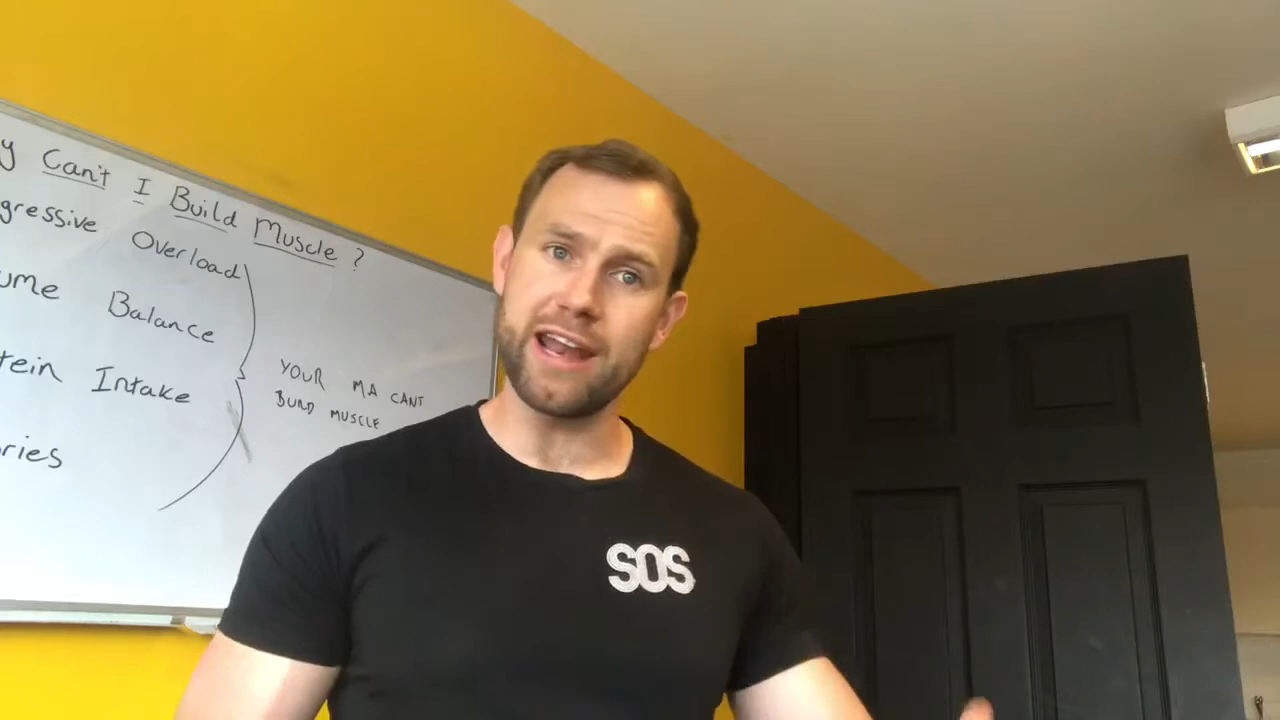 y Can't I Build Muscle ?
gressive Overload
ume Balance
tein Intake
ries
YOUR MA CANT
BUILD MUSCLE
SOS